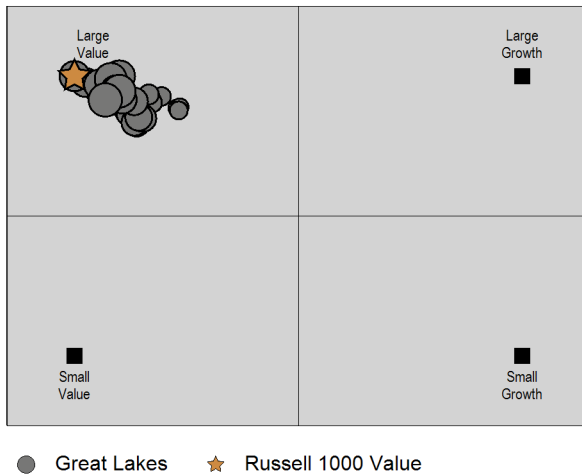 Large
Value
Large
Growth
Small
Value
Small
Growth
Great Lakes
Russell 1000 Value